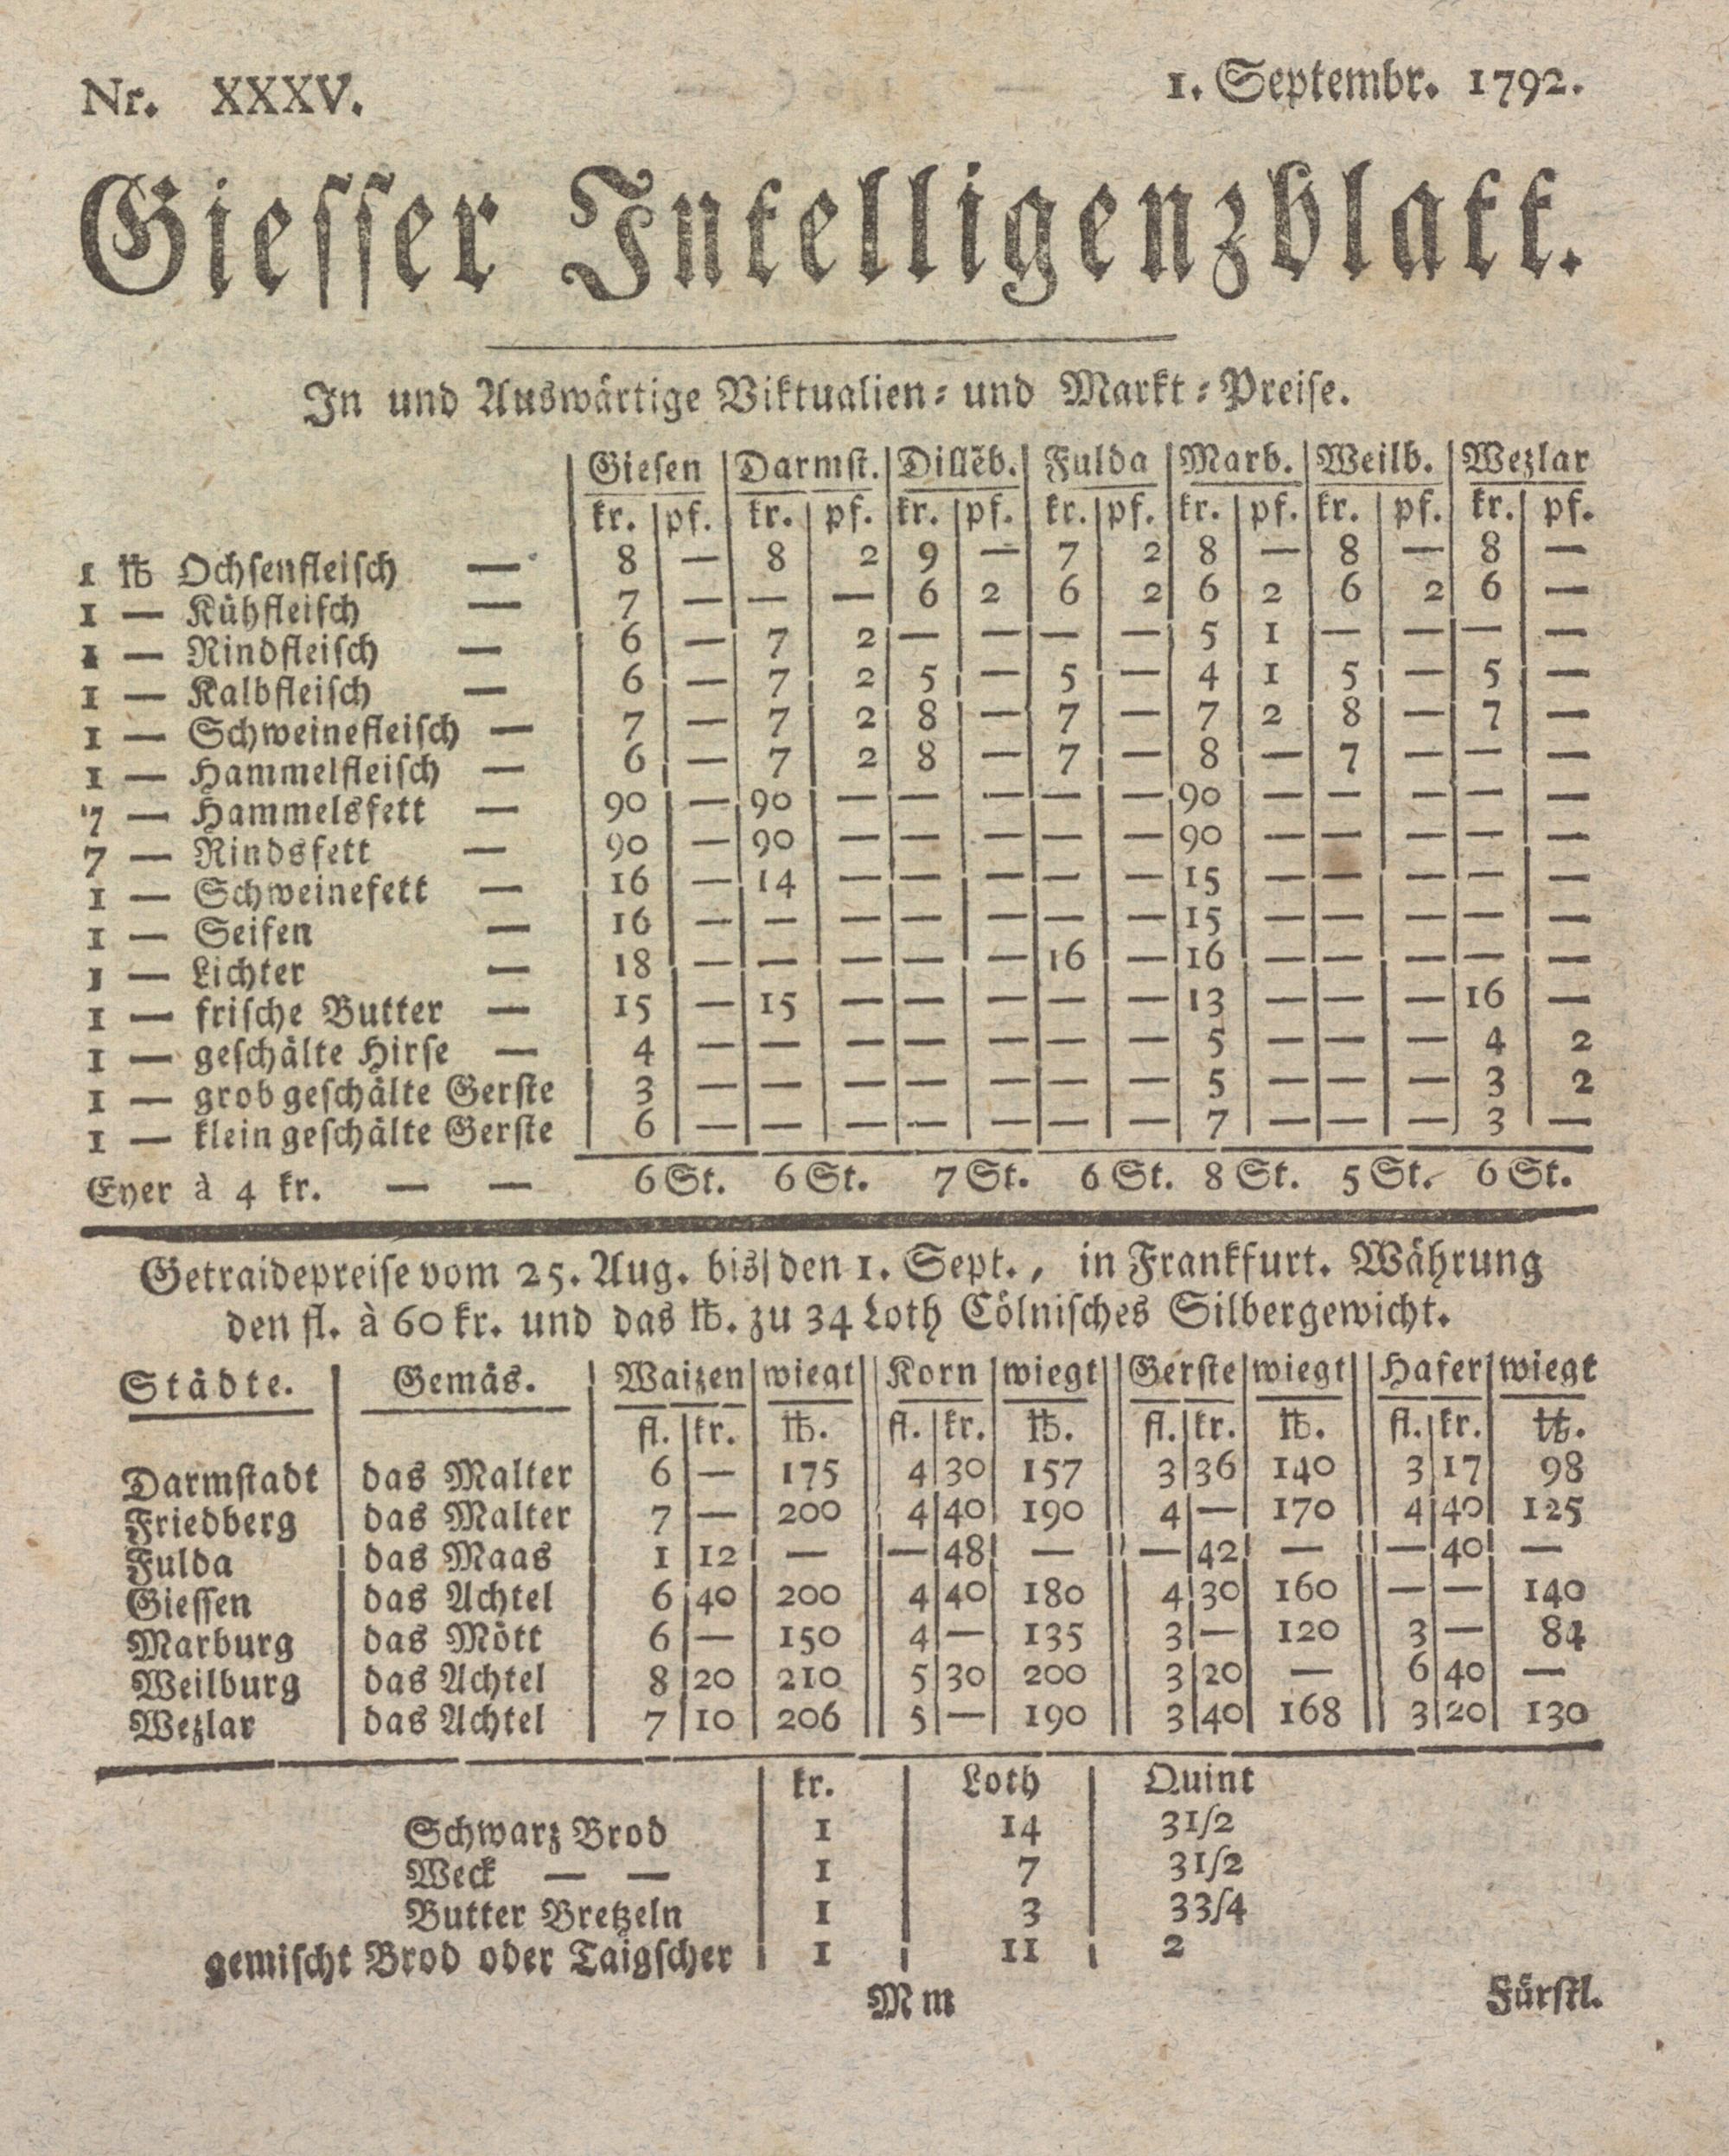 Nr. XXXV. 1. Septembr. 1792.
Giesser Intelligenzblatt.
In und Auswärtige Viktualien- und Markt-Preise.
Giesen Darmst. Dillēb. Fulda Marb. Weilb. Wezlar
kr. pf. kr. pf. kr. pf. kr. pf. kr. pf. kr. pf. kr. pf.
1 ℔ Ochsenfleisch — 8 — 8 2 9 — 7 2 8 — 8 — 8 —
1 — Kühfleisch — 7 — — — 6 2 6 2 6 2 6 2 6 —
1 — Rindfleisch — 6 — 7 2 — — — — 5 1 — — — —
1 — Kalbfleisch — 6 — 7 2 5 — 5 — 4 1 5 — 5 —
1 — Schweinefleisch — 7 — 7 2 8 — 7 — 7 2 8 — 7 —
1 — Hammelfleisch — 6 — 7 2 8 — 7 — 8 — 7 — — —
7 — Hammelsfett — 90 — 90 — — — — — 90 — — — — —
7 — Rindsfett — 90 — 90 — — — — — 90 — — — — —
1 — Schweinefett — 16 — 14 — — — — — 15 — — — — —
1 — Seifen — 16 — — — — — — — 15 — — — — —
1 — Lichter — 18 — — — — — 16 — 16 — — — — —
1 — frische Butter — 15 — 15 — — — — — 13 — — — 16 —
1 — geschälte Hirse — 4 — — — — — — — 5 — — — 4 2
1 — grob geschälte Gerste 3 — — — — — — — 5 — — — 3 2
1 — klein geschälte Gerste 6 — — — — — — — 7 — — — 3 —
Eyer à 4 kr. — — 6 St. 6 St. 7 St. 6 St. 8 St. 5 St. 6 St.
Getraidepreise vom 25. Aug. bis den 1. Sept., in Frankfurt. Währung
den fl. à 60 kr. und das ℔. zu 34 Loth Cölnisches Silbergewicht.
Städte. Gemäs. Waizen wiegt Korn wiegt Gerste wiegt Hafer wiegt
fl. kr. ℔. fl. kr. ℔. fl. kr. ℔. fl. kr. ℔.
Darmstadt das Malter 6 — 175 4 30 157 3 36 140 3 17 98
Friedberg das Malter 7 — 200 4 40 190 4 — 170 4 40 125
Fulda das Maas 1 12 — — 48 — — 42 — — 40 —
Giessen das Achtel 6 40 200 4 40 180 4 30 160 — — 140
Marburg das Mött 6 — 150 4 — 135 3 — 120 3 — 84
Weilburg das Achtel 8 20 210 5 30 200 3 20 — 6 40 —
Wezlar das Achtel 7 10 206 5 — 190 3 40 168 3 20 130
kr. Loth Quint
Schwarz Brod 1 14 3 1/2
Weck — — 1 7 3 1/2
Butter Bretzeln 1 3 3 3/4
gemischt Brod oder Taigscher 1 11 2
M m Fürstl.